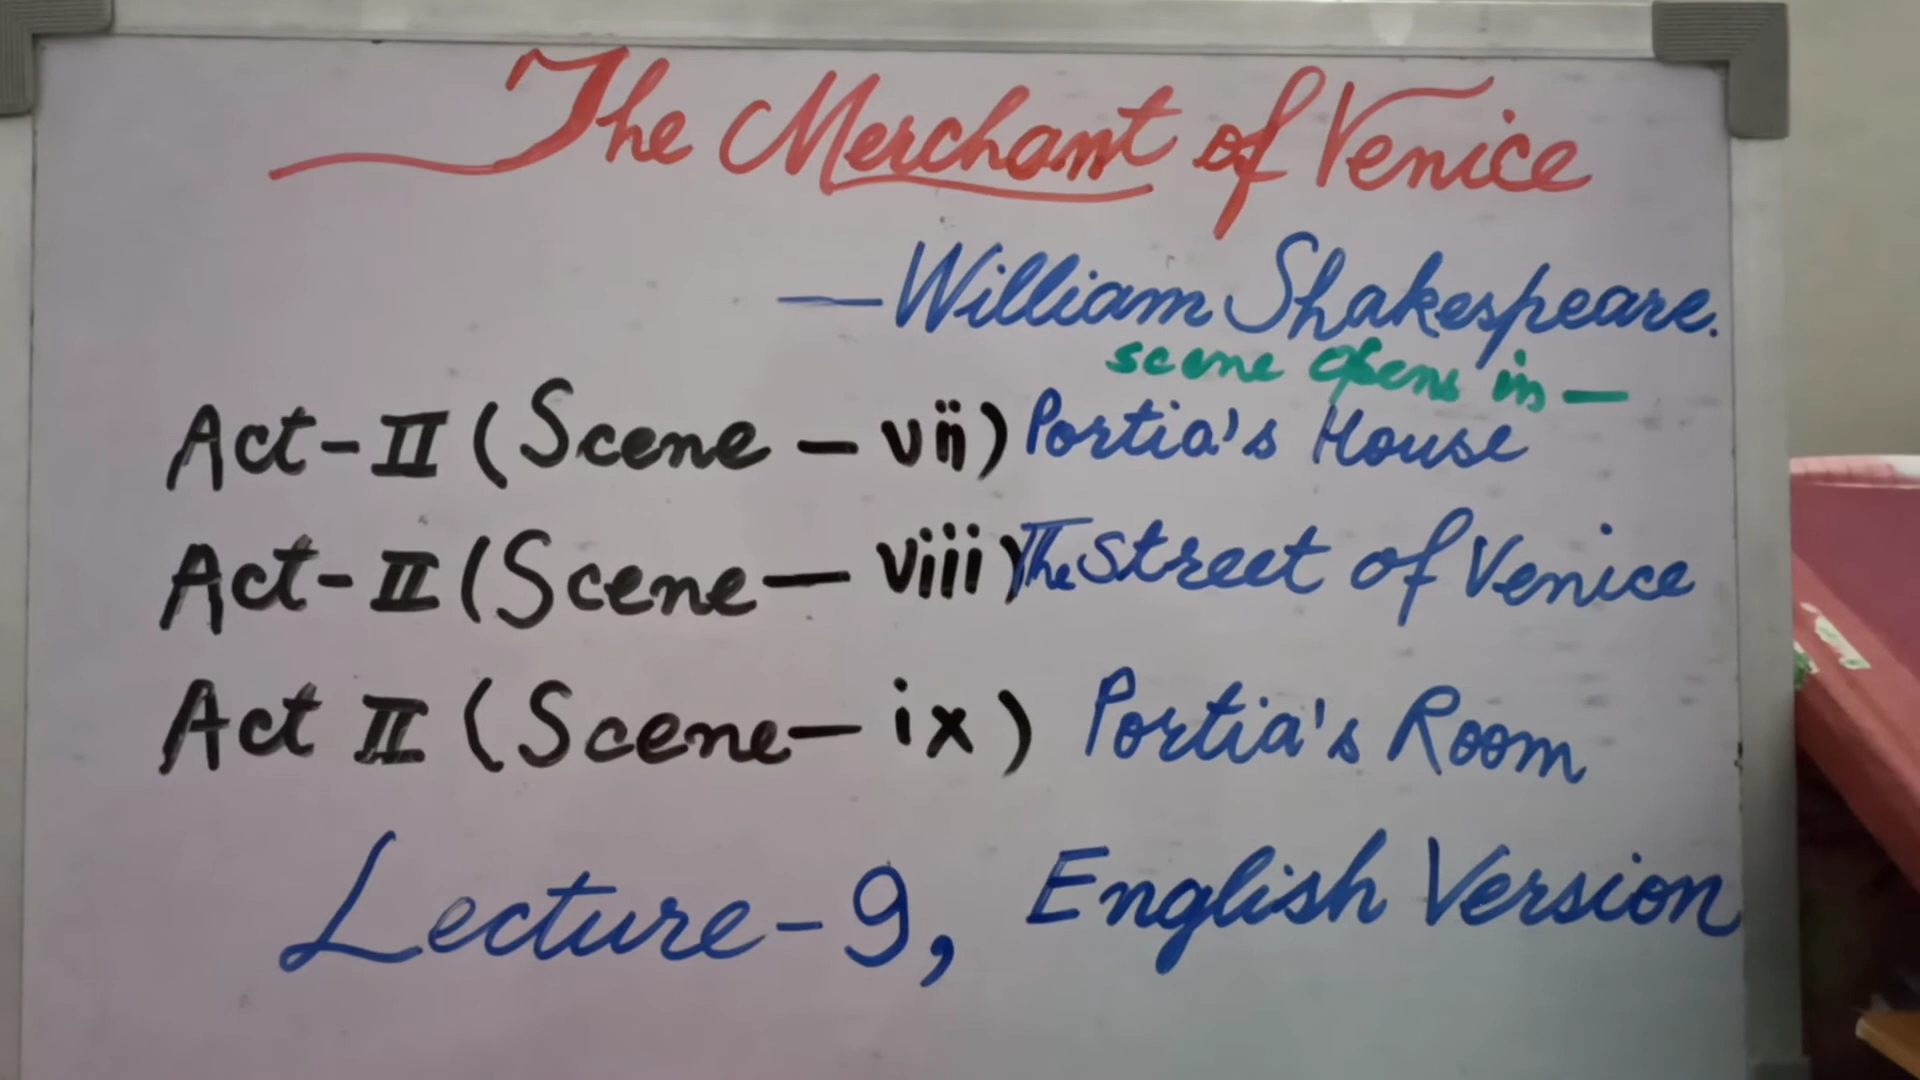 The Merchant of Venice
— William Shakespeare.
scene opens in —
Act-II (Scene - vii) Portia's House
Act-II (Scene - viii) The Street of Venice
Act II (Scene - ix) Portia's Room
Lecture-9, English Version